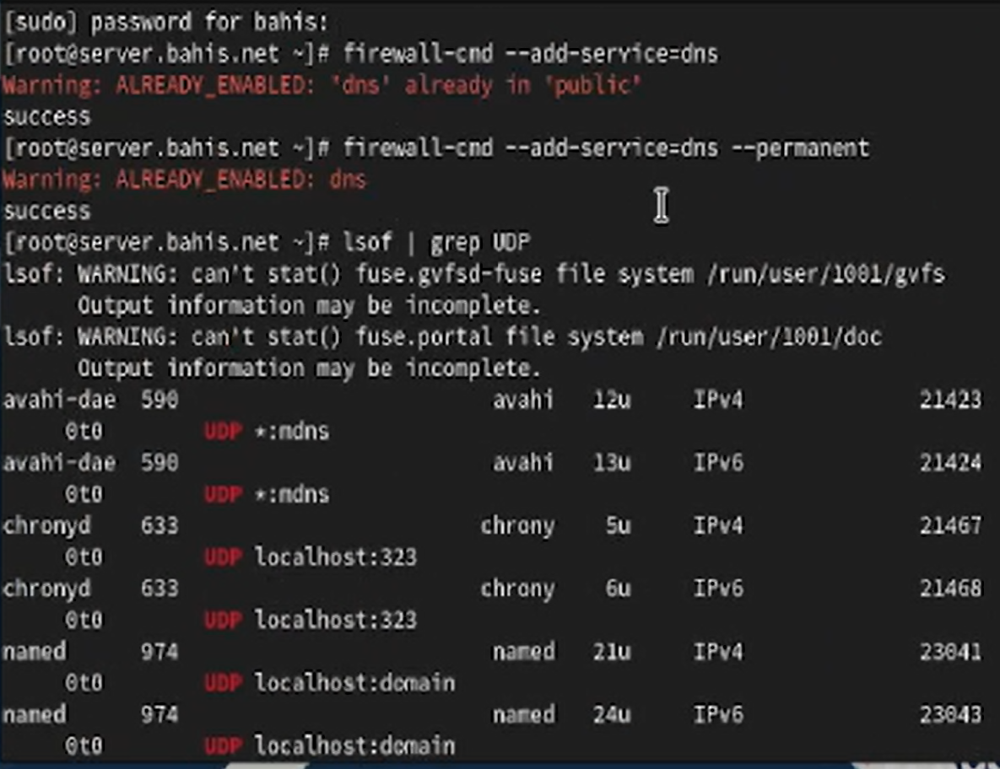 [sudo] password for bahis:
[root@server.bahis.net ~]# firewall-cmd --add-service=dns
Warning: ALREADY_ENABLED: 'dns' already in 'public'
success
[root@server.bahis.net ~]# firewall-cmd --add-service=dns --permanent
Warning: ALREADY_ENABLED: dns
success
[root@server.bahis.net ~]# lsof | grep UDP
lsof: WARNING: can't stat() fuse.gvfsd-fuse file system /run/user/1001/gvfs
      Output information may be incomplete.
lsof: WARNING: can't stat() fuse.portal file system /run/user/1001/doc
      Output information may be incomplete.
avahi-dae  590                         avahi   12u     IPv4              21423
     0t0        UDP *:mdns
avahi-dae  590                         avahi   13u     IPv6              21424
     0t0        UDP *:mdns
chronyd    633                        chrony    5u     IPv4              21467
     0t0        UDP localhost:323
chronyd    633                        chrony    6u     IPv6              21468
     0t0        UDP localhost:323
named      974                         named   21u     IPv4              23041
     0t0        UDP localhost:domain
named      974                         named   24u     IPv6              23043
     0t0        UDP localhost:domain